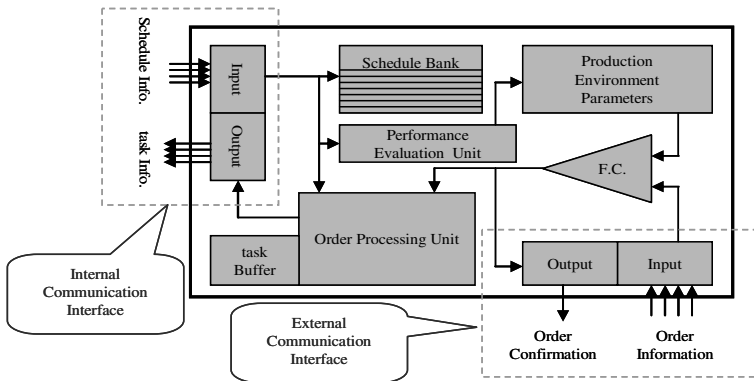 Schedule Info.
Input
Schedule Bank
Production
Environment
Parameters
task Info.
Output
Performance
Evaluation Unit
F.C.
Order Processing Unit
task
Buffer
Output
Input
Internal
Communication
Interface
External
Communication
Interface
Order
Confirmation
Order
Information